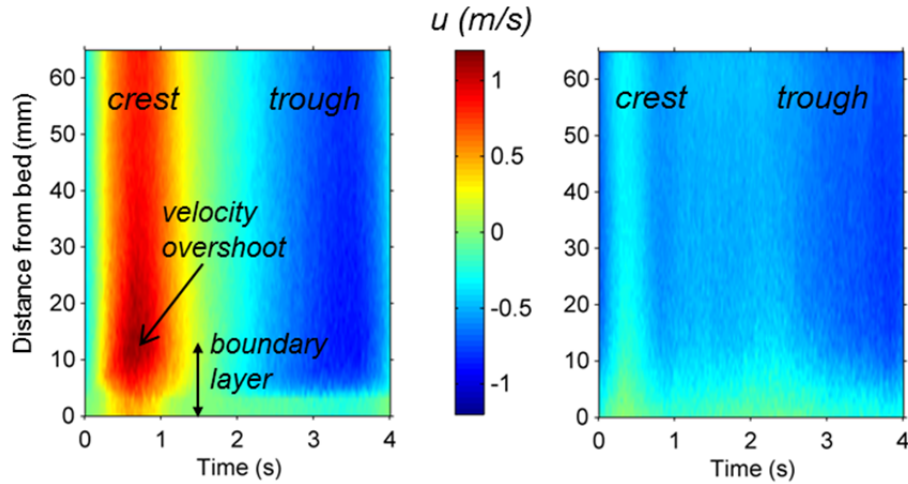 u (m/s)
crest
trough
velocity
overshoot
boundary
layer
Distance from bed (mm)
60
50
40
30
20
10
0
0
1
2
3
4
Time (s)
1
0.5
0
-0.5
-1
crest
trough
60
50
40
30
20
10
0
0
1
2
3
4
Time (s)